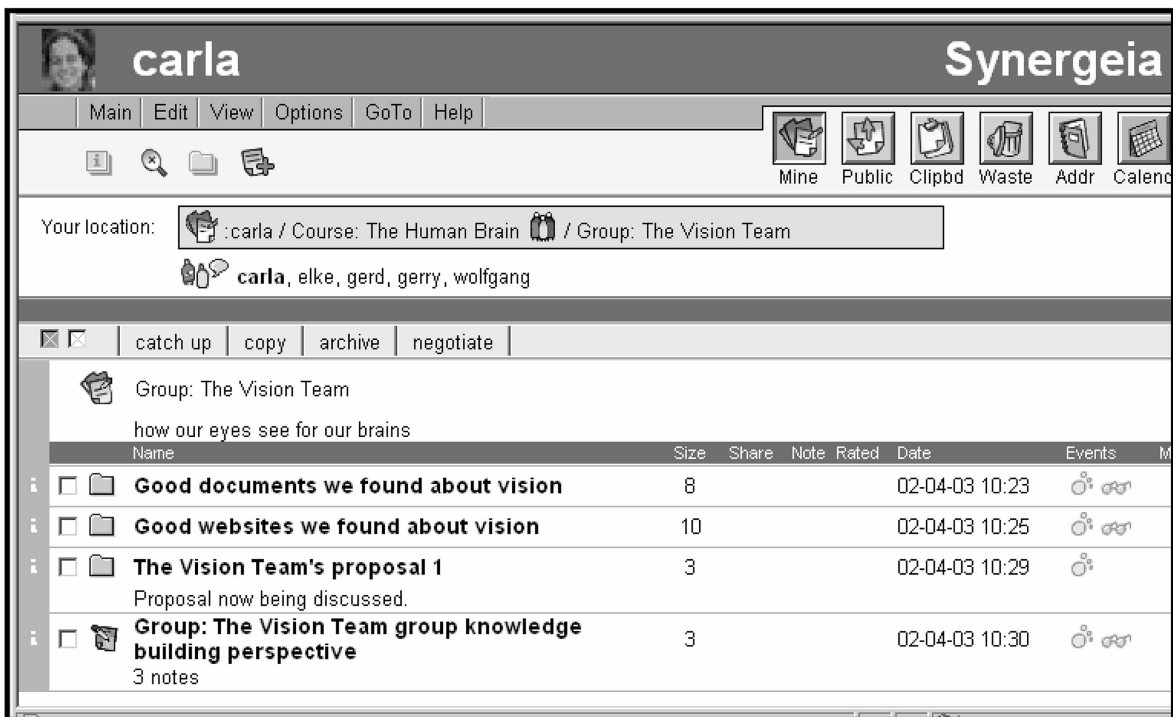 carla Synergeia
Main Edit View Options GoTo Help
Mine Public Clipbd Waste Addr Calend
Your location: :carla / Course: The Human Brain / Group: The Vision Team
carla, elke, gerd, gerry, wolfgang
catch up copy archive negotiate
Group: The Vision Team
how our eyes see for our brains
Name Size Share Note Rated Date Events M
Good documents we found about vision 8 02-04-03 10:23
Good websites we found about vision 10 02-04-03 10:25
The Vision Team's proposal 1 3 02-04-03 10:29
Proposal now being discussed.
Group: The Vision Team group knowledge
building perspective 3 02-04-03 10:30
3 notes